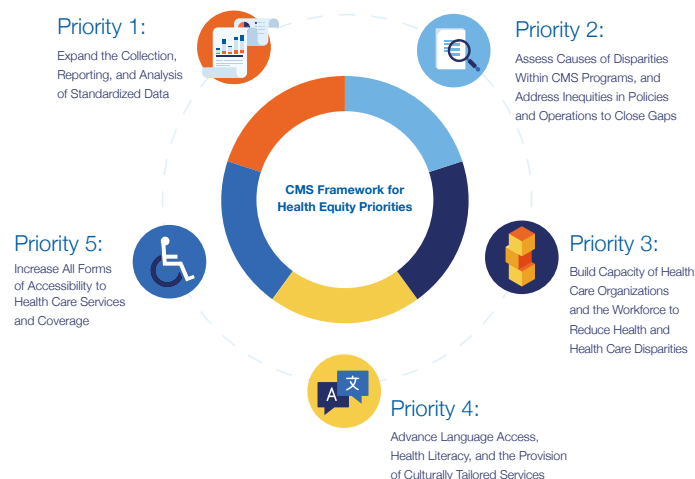 Priority 1:
Expand the Collection,
Reporting, and Analysis
of Standardized Data
Priority 2:
Assess Causes of Disparities
Within CMS Programs, and
Address Inequities in Policies
and Operations to Close Gaps
CMS Framework for
Health Equity Priorities
Priority 3:
Build Capacity of Health
Care Organizations
and the Workforce to
Reduce Health and
Health Care Disparities
Priority 4:
Advance Language Access,
Health Literacy, and the Provision
of Culturally Tailored Services
Priority 5:
Increase All Forms
of Accessibility to
Health Care Services
and Coverage
A
文